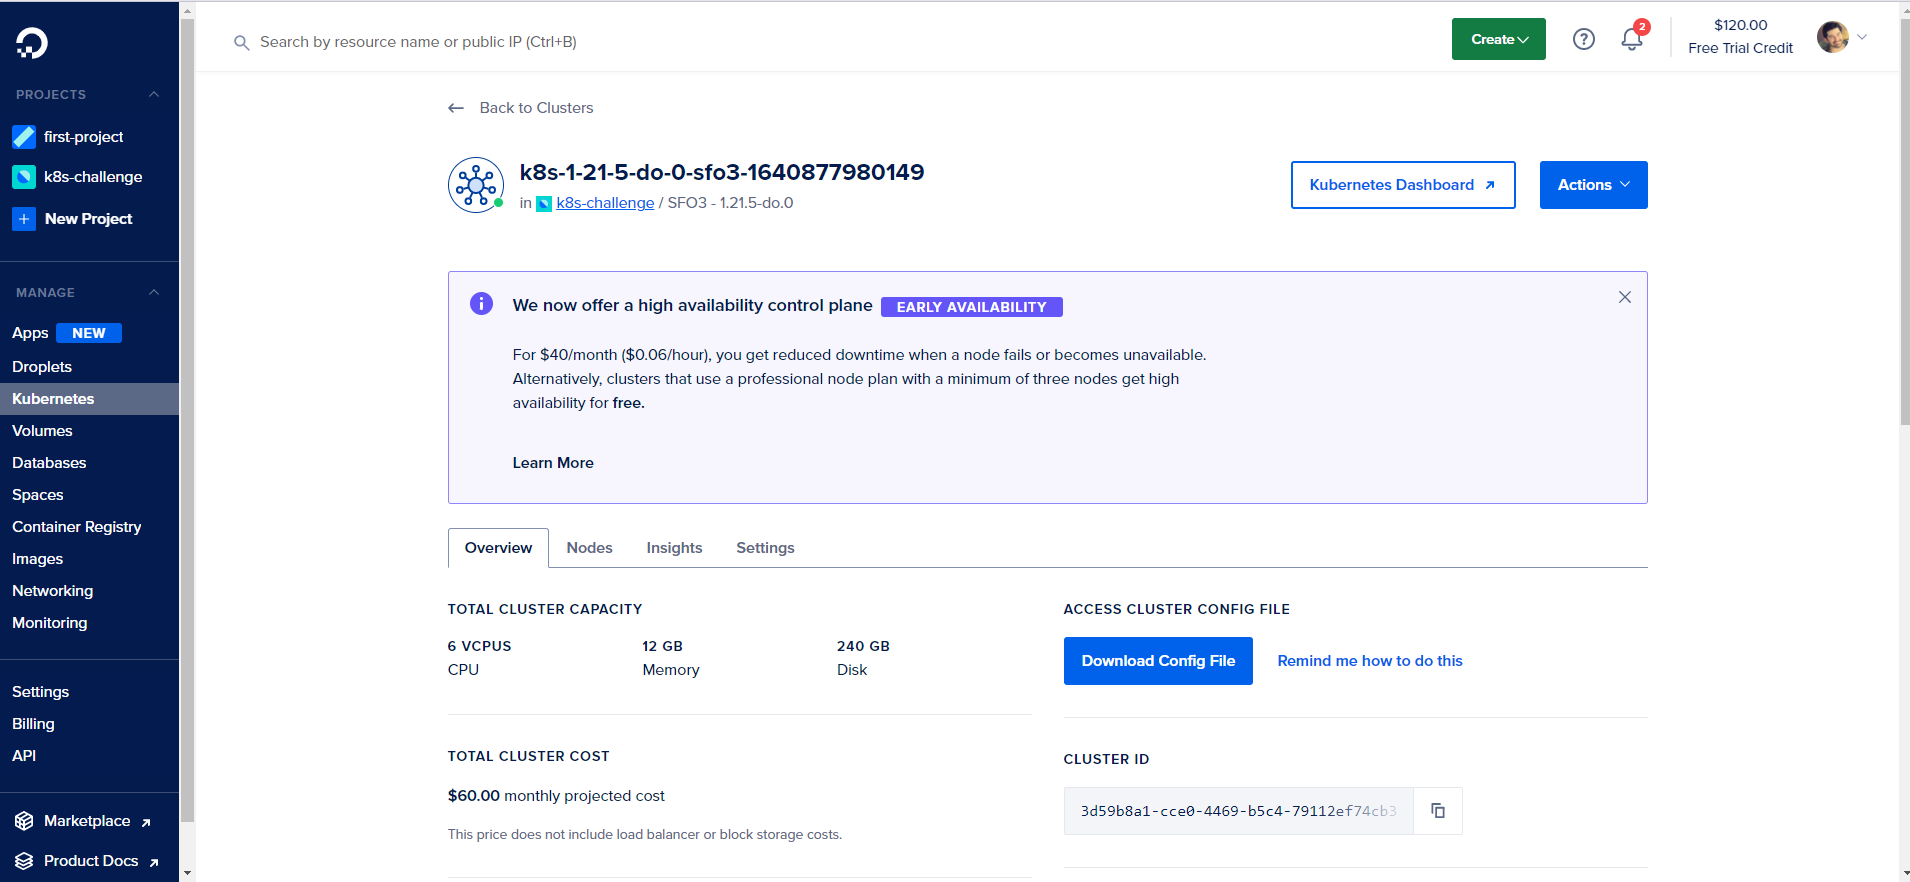 Search by resource name or public IP (Ctrl+B)
Create
2
$120.00
Free Trial Credit
PROJECTS
first-project
k8s-challenge
New Project
MANAGE
Apps NEW
Droplets
Kubernetes
Volumes
Databases
Spaces
Container Registry
Images
Networking
Monitoring
Settings
Billing
API
Marketplace
Product Docs
Back to Clusters
k8s-1-21-5-do-0-sfo3-1640877980149
in k8s-challenge / SFO3 - 1.21.5-do.0
Kubernetes Dashboard
Actions
We now offer a high availability control plane EARLY AVAILABILITY
For $40/month ($0.06/hour), you get reduced downtime when a node fails or becomes unavailable.
Alternatively, clusters that use a professional node plan with a minimum of three nodes get high
availability for free.
Learn More
Overview Nodes Insights Settings
TOTAL CLUSTER CAPACITY
6 VCPUS 12 GB 240 GB
CPU Memory Disk
TOTAL CLUSTER COST
$60.00 monthly projected cost
This price does not include load balancer or block storage costs.
ACCESS CLUSTER CONFIG FILE
Download Config File Remind me how to do this
CLUSTER ID
3d59b8a1-cce0-4469-b5c4-79112ef74cb3